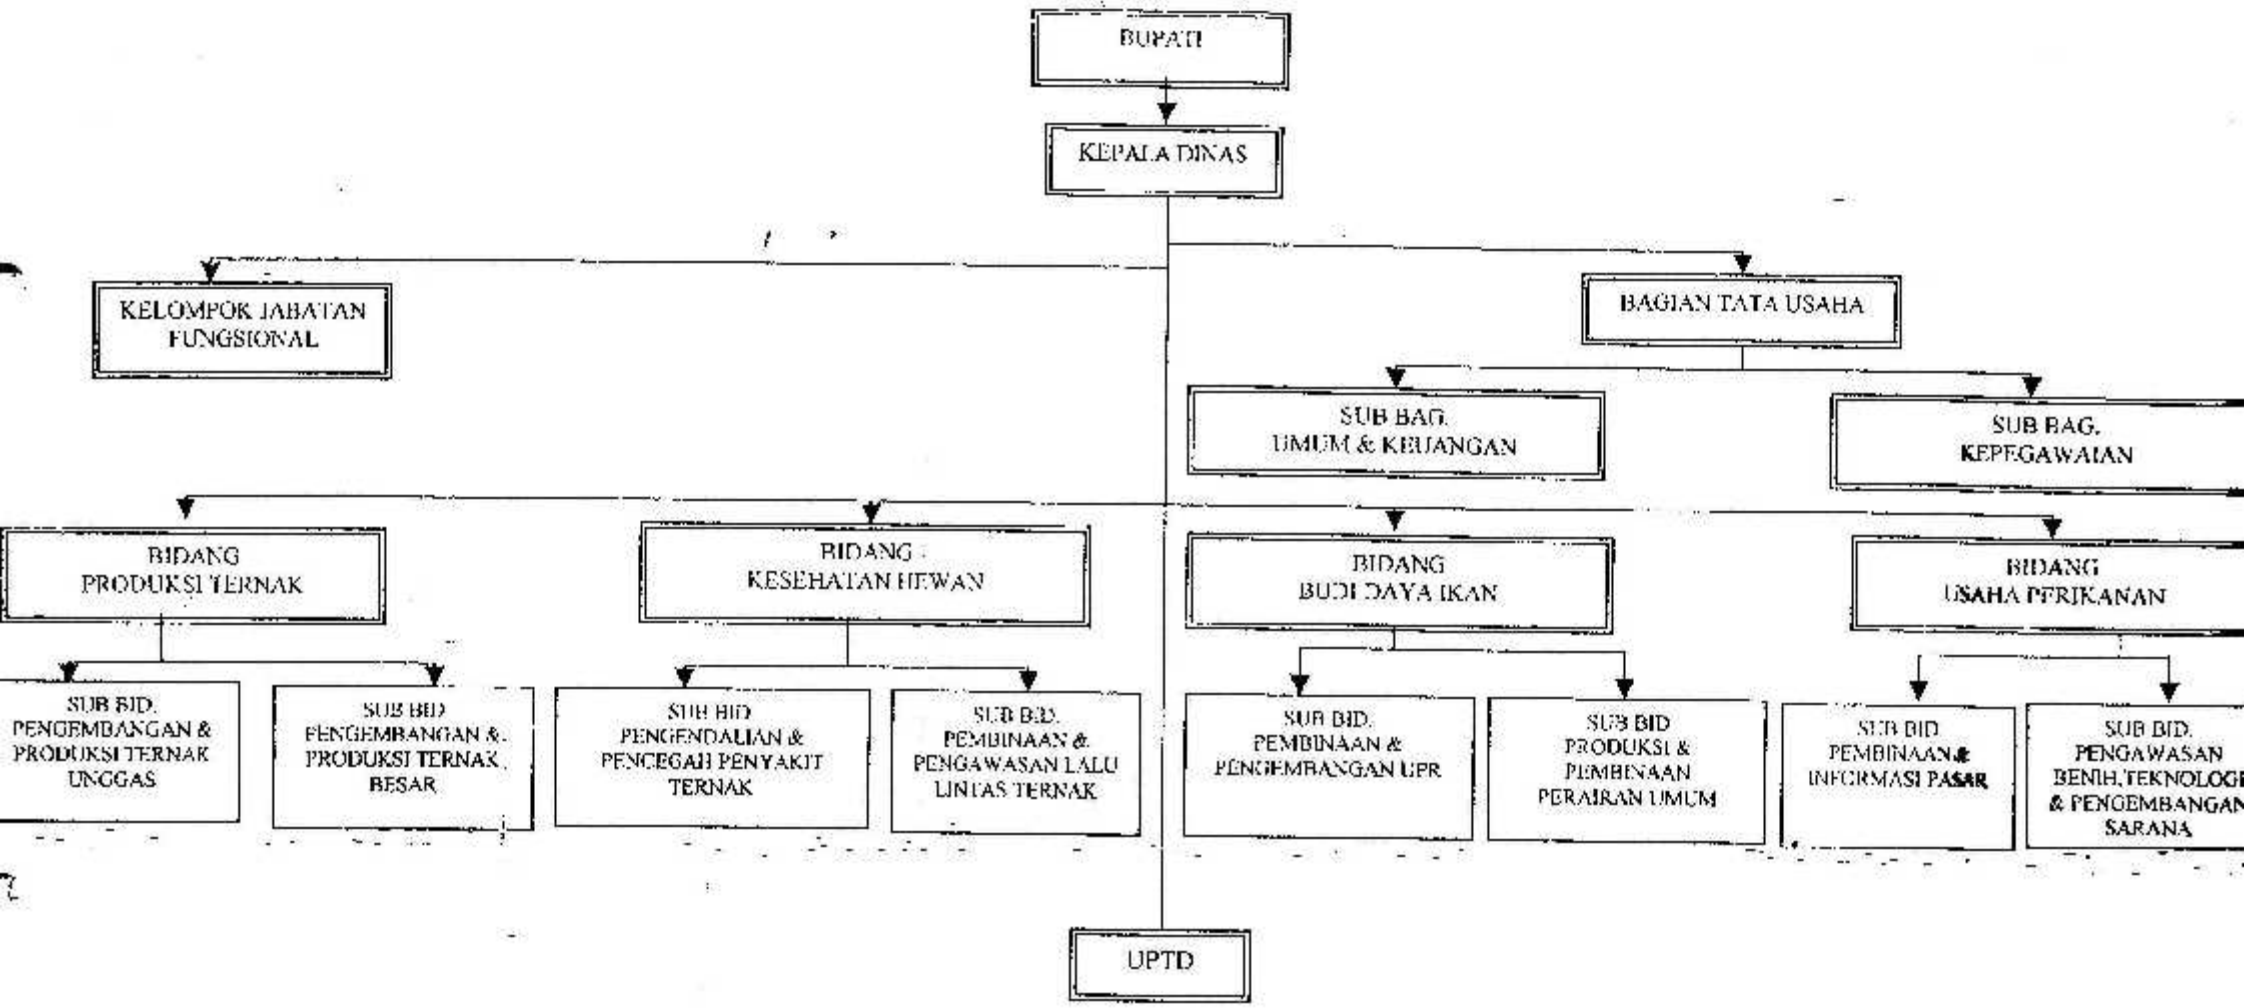 BUPATI
KEPALA DINAS
KELOMPOK JABATAN
FUNGSIONAL
BAGIAN TATA USAHA
SUB BAG.
UMUM & KEUANGAN
SUB BAG.
KEPEGAWAIAN
BIDANG
PRODUKSI TERNAK
BIDANG
KESEHATAN HEWAN
BIDANG
BUDI DAYA IKAN
BIDANG
USAHA PERIKANAN
SUB BID.
PENGEMBANGAN &
PRODUKSI TERNAK
UNGGAS
SUB BID
PENGEMBANGAN &
PRODUKSI TERNAK
BESAR
SUB BID
PENGENDALIAN &
PENCEGAH PENYAKIT
TERNAK
SUB BID.
PEMBINAAN &
PENGAWASAN LALU
LINTAS TERNAK
SUB BID.
PEMBINAAN &
PENGEMBANGAN UPR
SUB BID
PRODUKSI &
PEMBINAAN
PERAIRAN UMUM
SUB BID
PEMBINAAN &
INFORMASI PASAR
SUB BID.
PENGAWASAN
BENIH, TEKNOLOGI
& PENGEMBANGAN
SARANA
UPTD